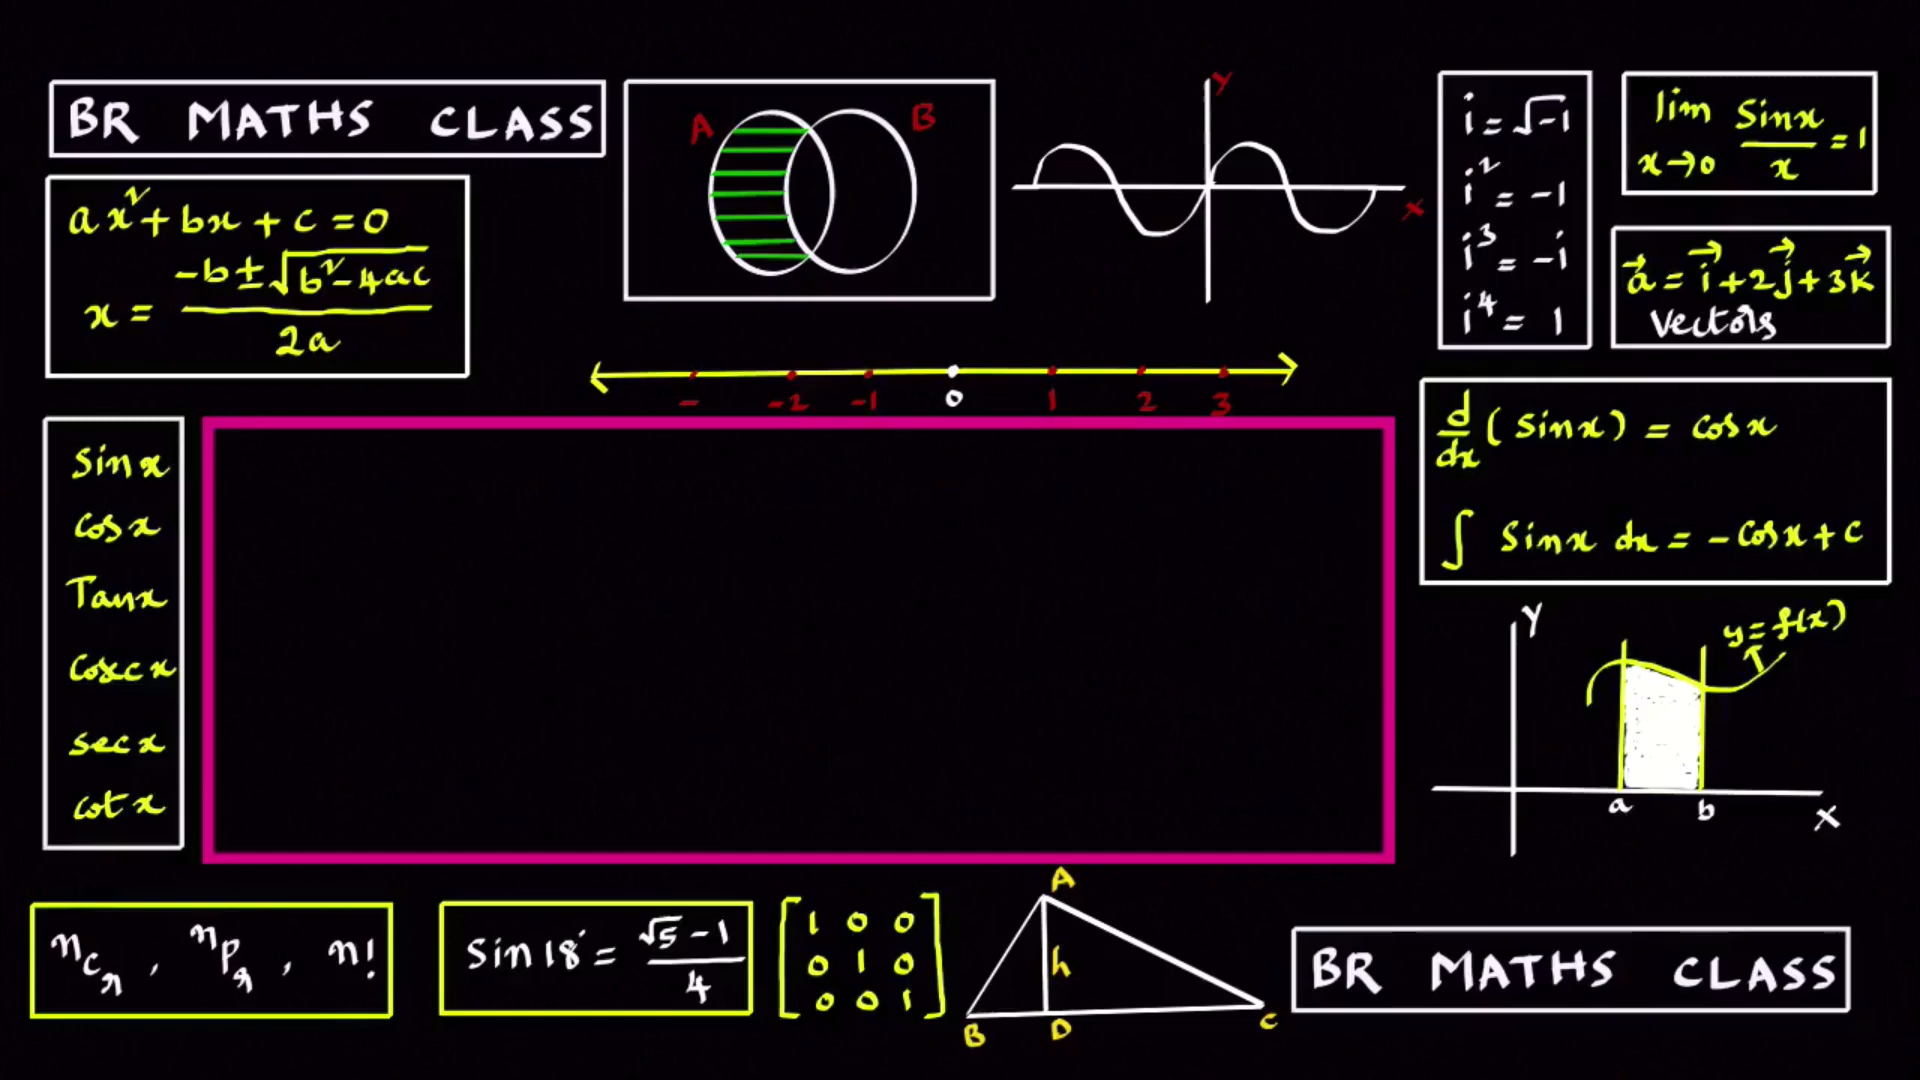 BR MATHS CLASS
ax²+bx+c=0
x = (-b±√(b²-4ac))/2a
A B
Y
X
i=√-1
i²=-1
i³=-i
i⁴=1
lim x→0 Sinx/x =1
a⃗=i⃗+2j⃗+3k⃗
Vectors
- -2 -1 0 1 2 3
Sinx
Cosx
Tanx
Cosecx
secx
cotx
d/dx (Sinx) = Cosx
∫ Sinx dx = -Cosx+c
Y
y=f(x)
a b X
nCr, nPr, n!
Sin18°= (√5-1)/4
1 0 0
0 1 0
0 0 1
A
h
B D C
BR MATHS CLASS